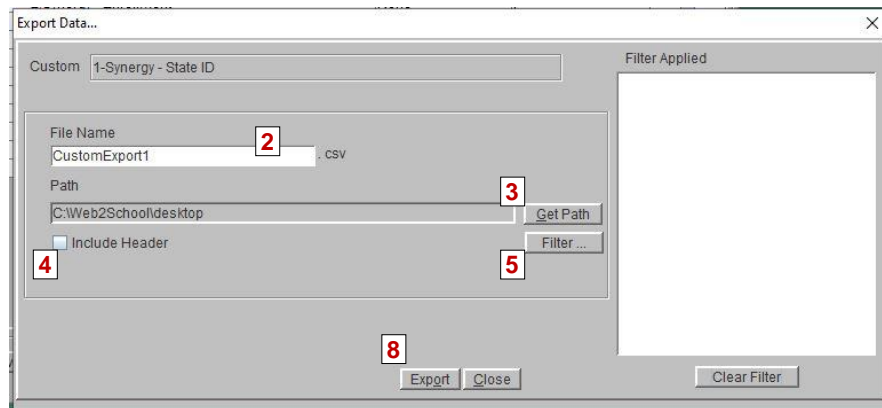 Export Data...
Custom 1-Synergy - State ID
Filter Applied
File Name
2
CustomExport1 . csv
Path
3
C:\Web2School\desktop Get Path
Include Header Filter ...
4 5
8
Export Close Clear Filter